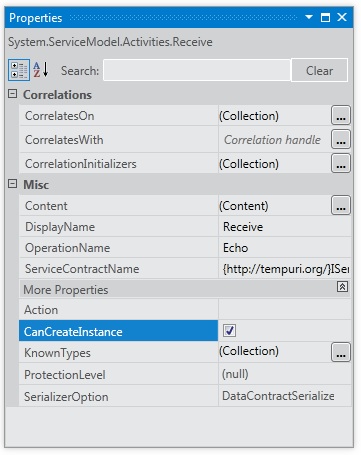 Properties
System.ServiceModel.Activities.Receive
A Z Search: Clear
Correlations
CorrelatesOn (Collection) ...
CorrelatesWith Correlation handle ...
CorrelationInitializers (Collection) ...
Misc
Content (Content) ...
DisplayName Receive
OperationName Echo
ServiceContractName {http://tempuri.org/}ISer
More Properties
Action
CanCreateInstance
KnownTypes (Collection) ...
ProtectionLevel (null)
SerializerOption DataContractSerialize